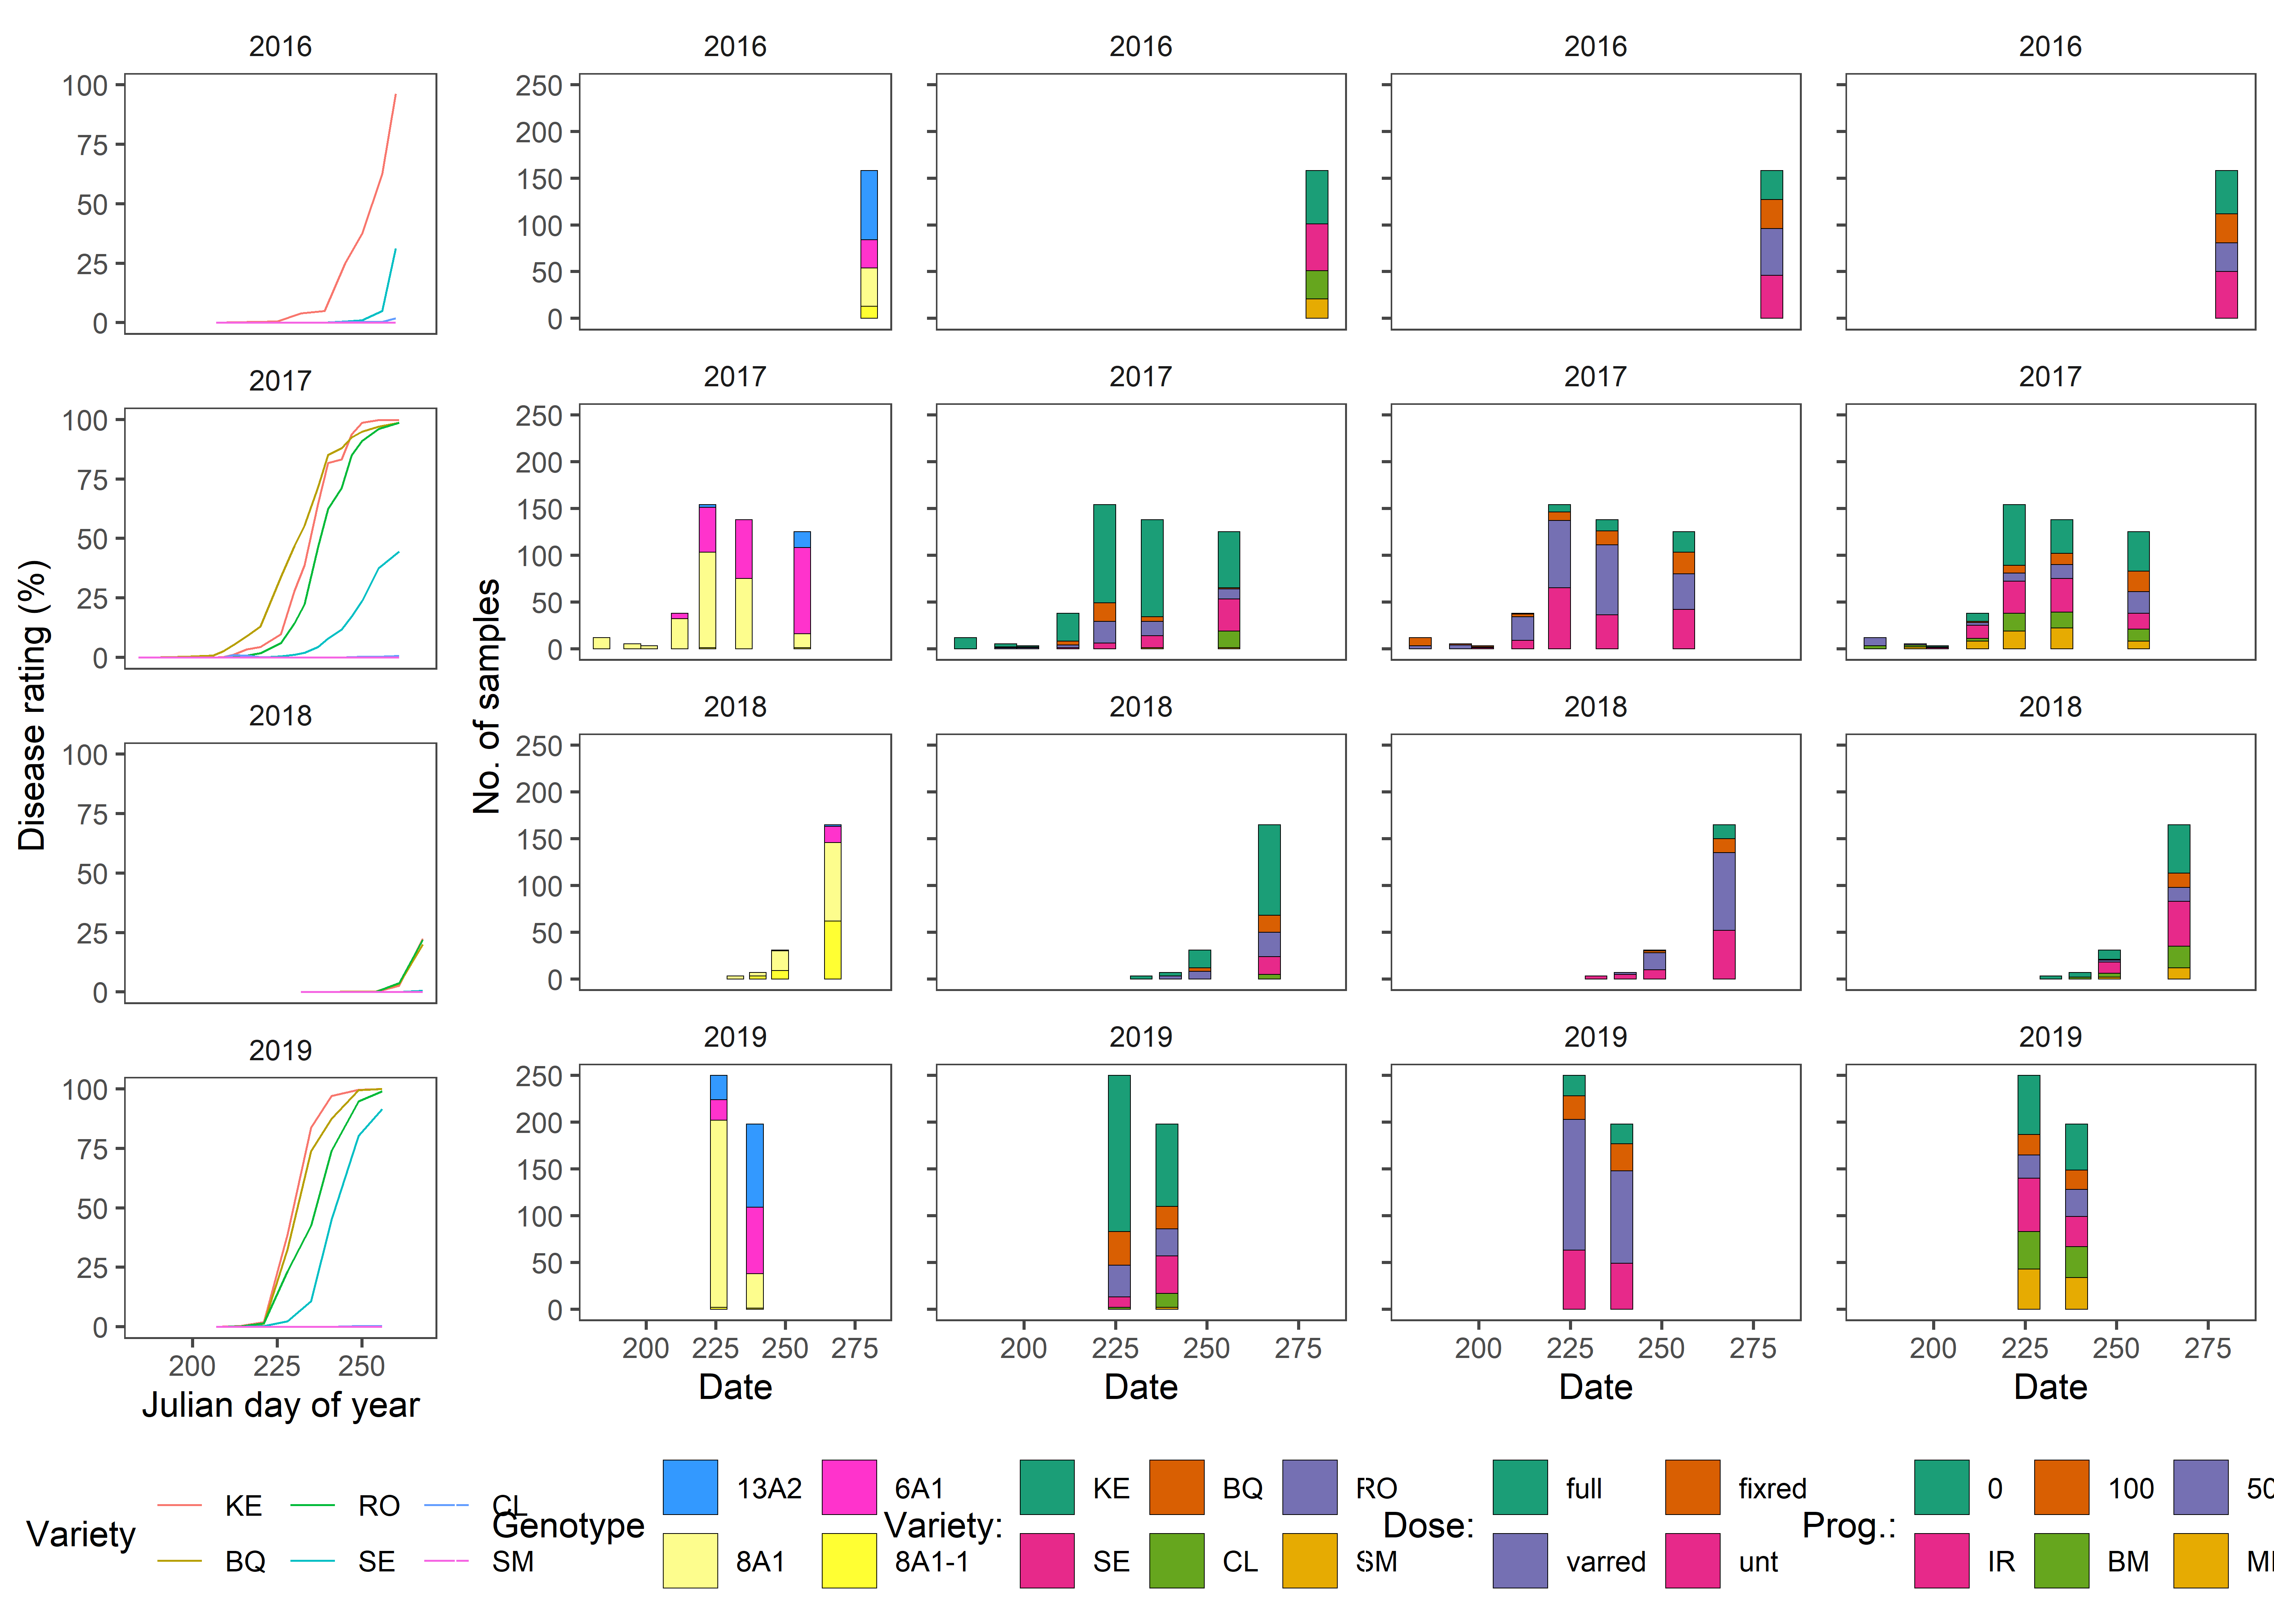 2016 2016 2016 2016 2016
100 75 50 25 0
250 200 150 100 50 0
2017 2017 2017 2017 2017
100 75 50 25 0
250 200 150 100 50 0
Disease rating (%)
No. of samples
2018 2018 2018 2018 2018
100 75 50 25 0
250 200 150 100 50 0
2019 2019 2019 2019 2019
100 75 50 25 0
250 200 150 100 50 0
200 225 250
200 225 250 275
200 225 250 275
200 225 250 275
200 225 250 275
Julian day of year
Date Date Date Date
Variety
KE RO CL
BQ SE SM
Genotype
13A2 6A1
8A1 8A1-1
Variety:
KE BQ RO
SE CL SM
Dose:
full fixred
varred unt
Prog.:
0 100 50
IR BM